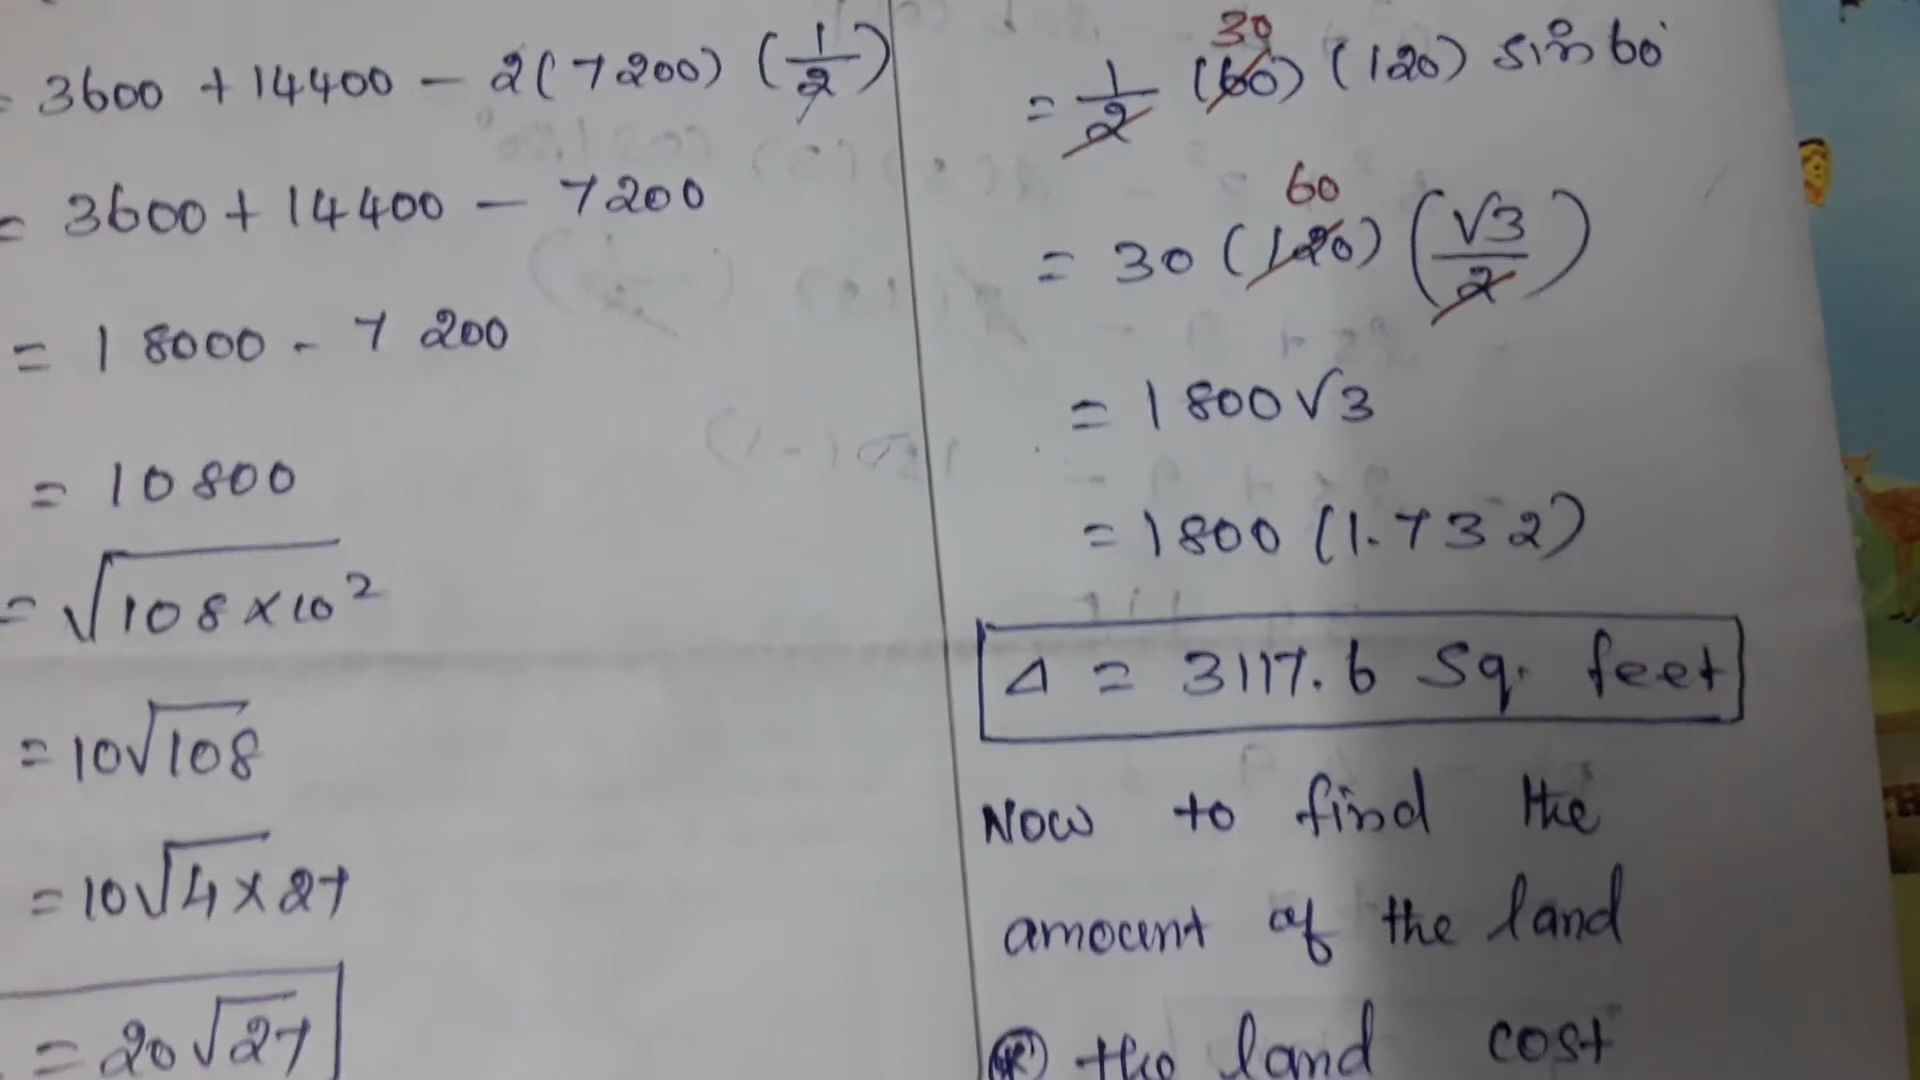 = 3600 + 14400 - 2(7200) (1/2)
= 3600 + 14400 - 7200
= 18000 - 7200
= 10800
= √108×10²
= 10√108
= 10√4×27
= 20√27
30
= 1/2 (60) (120) sin 60°
60
= 30 (120) (√3/2)
= 1800√3
= 1800 (1.732)
Δ = 3117.6 Sq. feet
Now to find the
amount of the land
the land cost